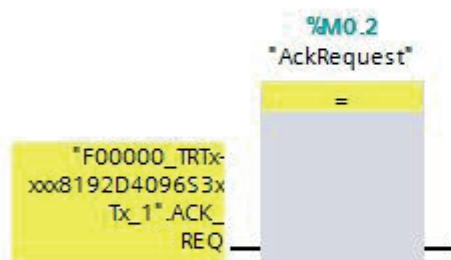 %M0.2
"AckRequest"
=
"F00000_TRTx-
xxx8192D4096S3x
Tx_1".ACK_
REQ